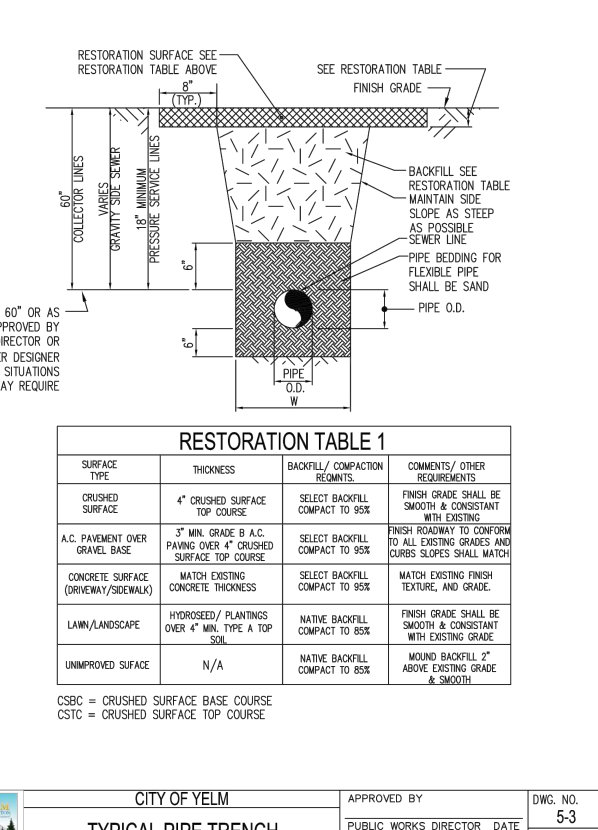 RESTORATION SURFACE SEE
RESTORATION TABLE ABOVE
8"
(TYP.)
SEE RESTORATION TABLE
FINISH GRADE
60"
COLLECTOR LINES
VARIES
GRAVITY SIDE SEWER
18" MINIMUM
PRESSURE SERVICE LINES
BACKFILL SEE
RESTORATION TABLE
MAINTAIN SIDE
SLOPE AS STEEP
AS POSSIBLE
SEWER LINE
PIPE BEDDING FOR
FLEXIBLE PIPE
SHALL BE SAND
6"
PIPE O.D.
6"
60" OR AS
PPROVED BY
DIRECTOR OR
ER DESIGNER
SITUATIONS
AY REQUIRE
PIPE
O.D.
W
RESTORATION TABLE 1
SURFACE
TYPE
THICKNESS
BACKFILL/ COMPACTION
REQMNTS.
COMMENTS/ OTHER
REQUIREMENTS
CRUSHED
SURFACE
4" CRUSHED SURFACE
TOP COURSE
SELECT BACKFILL
COMPACT TO 95%
FINISH GRADE SHALL BE
SMOOTH & CONSISTANT
WITH EXISTING
A.C. PAVEMENT OVER
GRAVEL BASE
3" MIN. GRADE B A.C.
PAVING OVER 4" CRUSHED
SURFACE TOP COURSE
SELECT BACKFILL
COMPACT TO 95%
FINISH ROADWAY TO CONFORM
TO ALL EXISTING GRADES AND
CURBS SLOPES SHALL MATCH
CONCRETE SURFACE
(DRIVEWAY/SIDEWALK)
MATCH EXISTING
CONCRETE THICKNESS
SELECT BACKFILL
COMPACT TO 95%
MATCH EXISTING FINISH
TEXTURE, AND GRADE.
LAWN/LANDSCAPE
HYDROSEED/ PLANTINGS
OVER 4" MIN. TYPE A TOP
SOIL
NATIVE BACKFILL
COMPACT TO 85%
FINISH GRADE SHALL BE
SMOOTH & CONSISTANT
WITH EXISTING GRADE
UNIMPROVED SUFACE
N/A
NATIVE BACKFILL
COMPACT TO 85%
MOUND BACKFILL 2"
ABOVE EXISTING GRADE
& SMOOTH
CSBC = CRUSHED SURFACE BASE COURSE
CSTC = CRUSHED SURFACE TOP COURSE
CITY OF YELM
TYPICAL PIPE TRENCH
APPROVED BY
PUBLIC WORKS DIRECTOR DATE
DWG. NO.
5-3